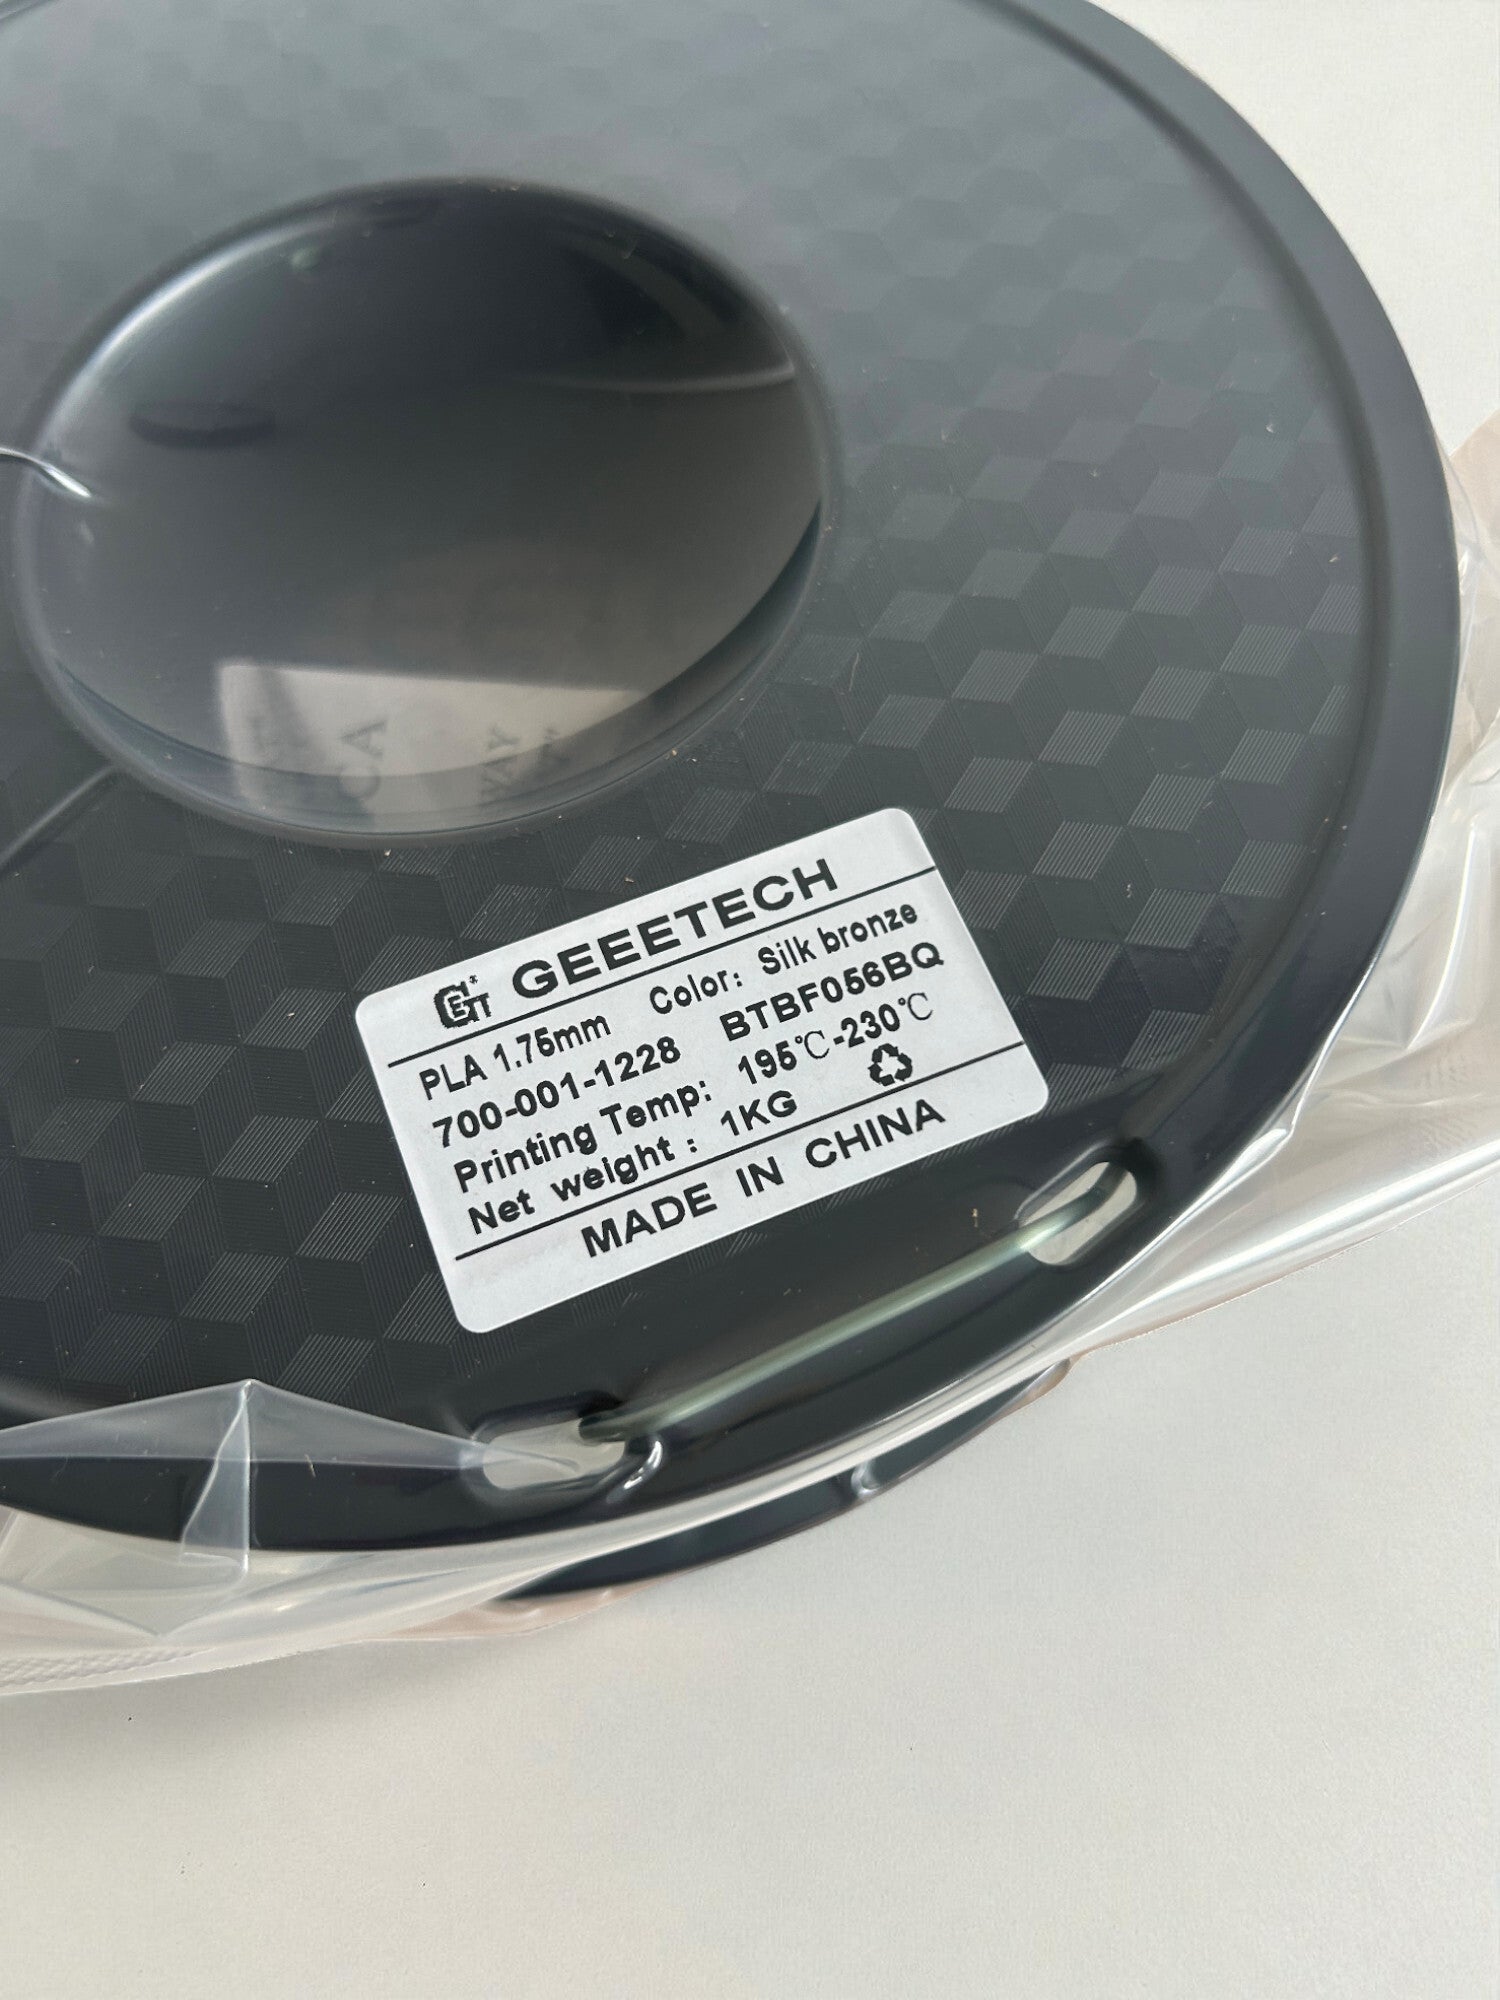 GEEETECH
PLA 1.75mm Color: Silk bronze
700-001-1228 BTBF056BQ
Printing Temp: 195℃-230℃
Net weight : 1KG
MADE IN CHINA